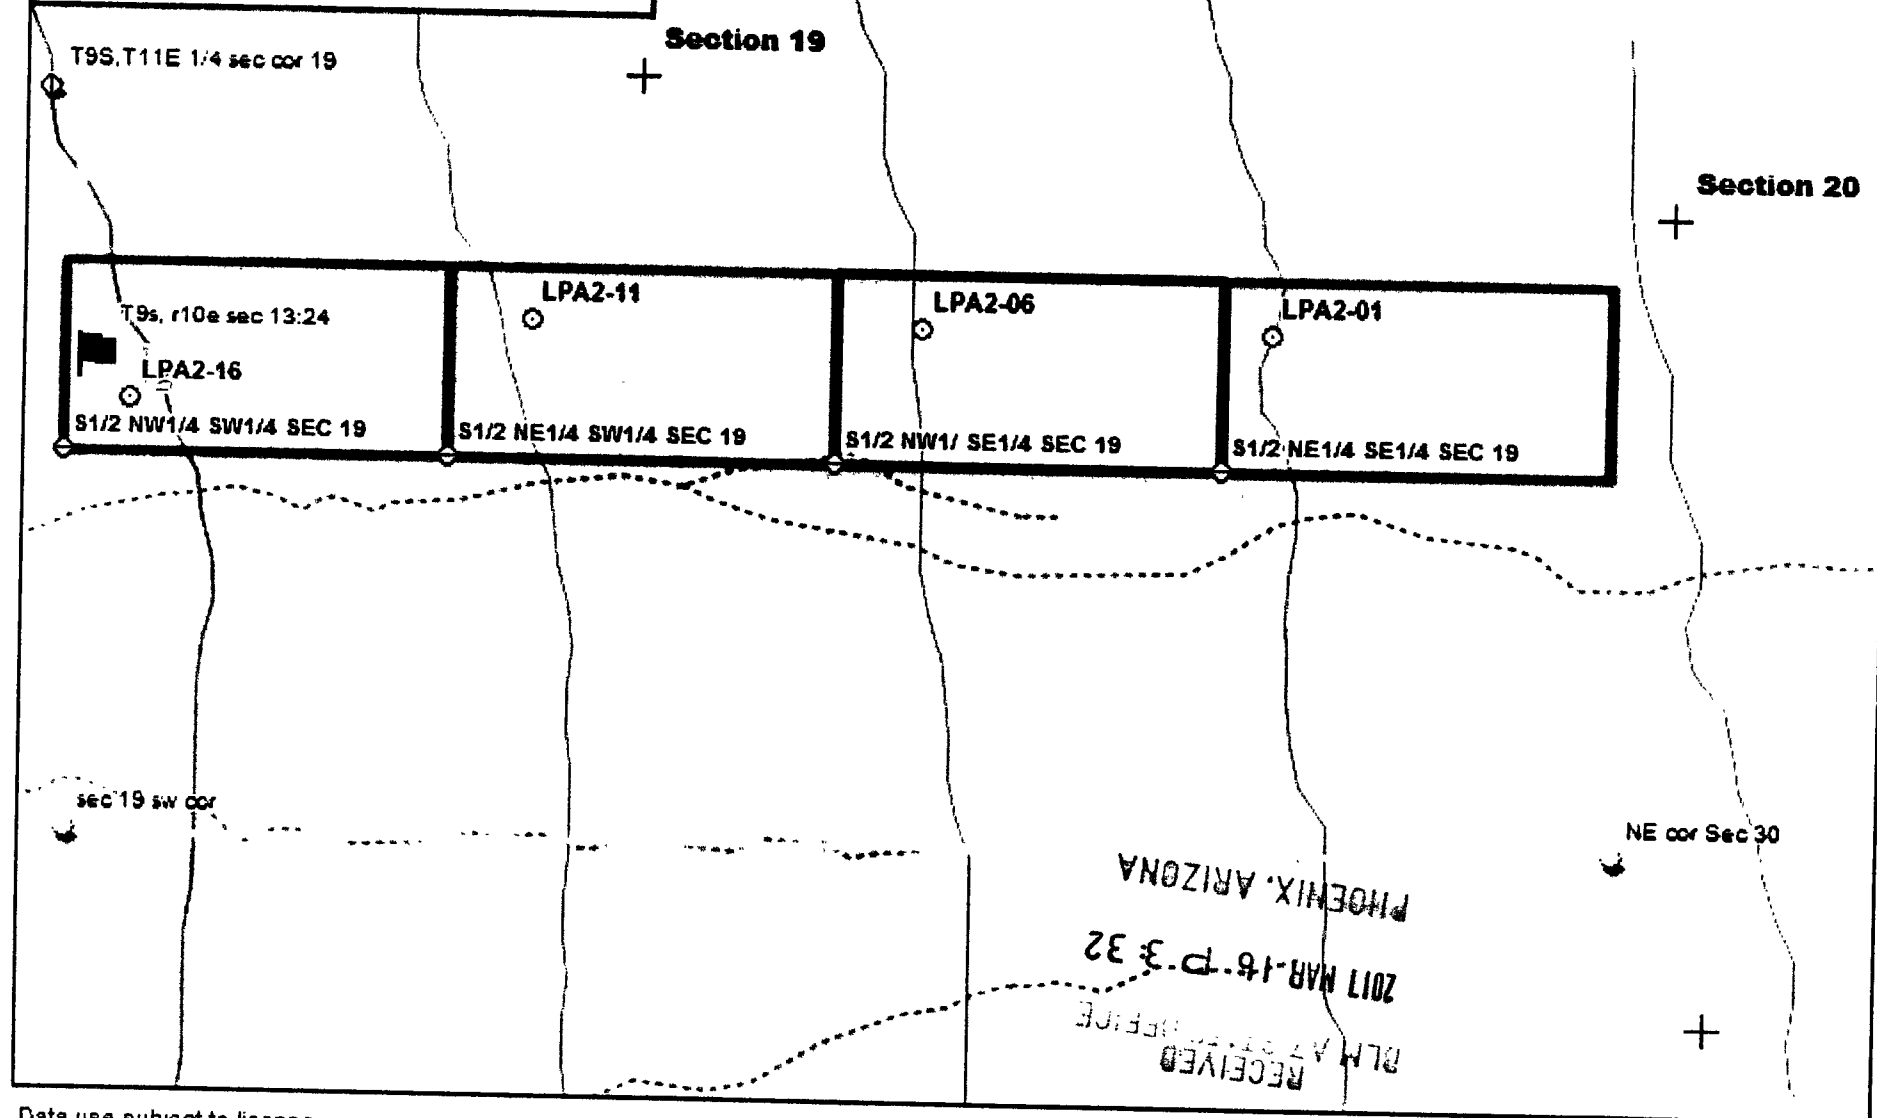 Section 19
T9S,T11E 1/4 sec cor 19
Section 20
LPA2-11
LPA2-06
LPA2-01
T9s, r10e sec 13:24
LPA2-16
S1/2 NW1/4 SW1/4 SEC 19
S1/2 NE1/4 SW1/4 SEC 19
S1/2 NW1/ SE1/4 SEC 19
S1/2 NE1/4 SE1/4 SEC 19
sec 19 sw cor
NE cor Sec 30
RECEIVED
BLM AZ STATE OFFICE
2017 MAR-16 P 3:32
PHOENIX, ARIZONA
Data use subject to license